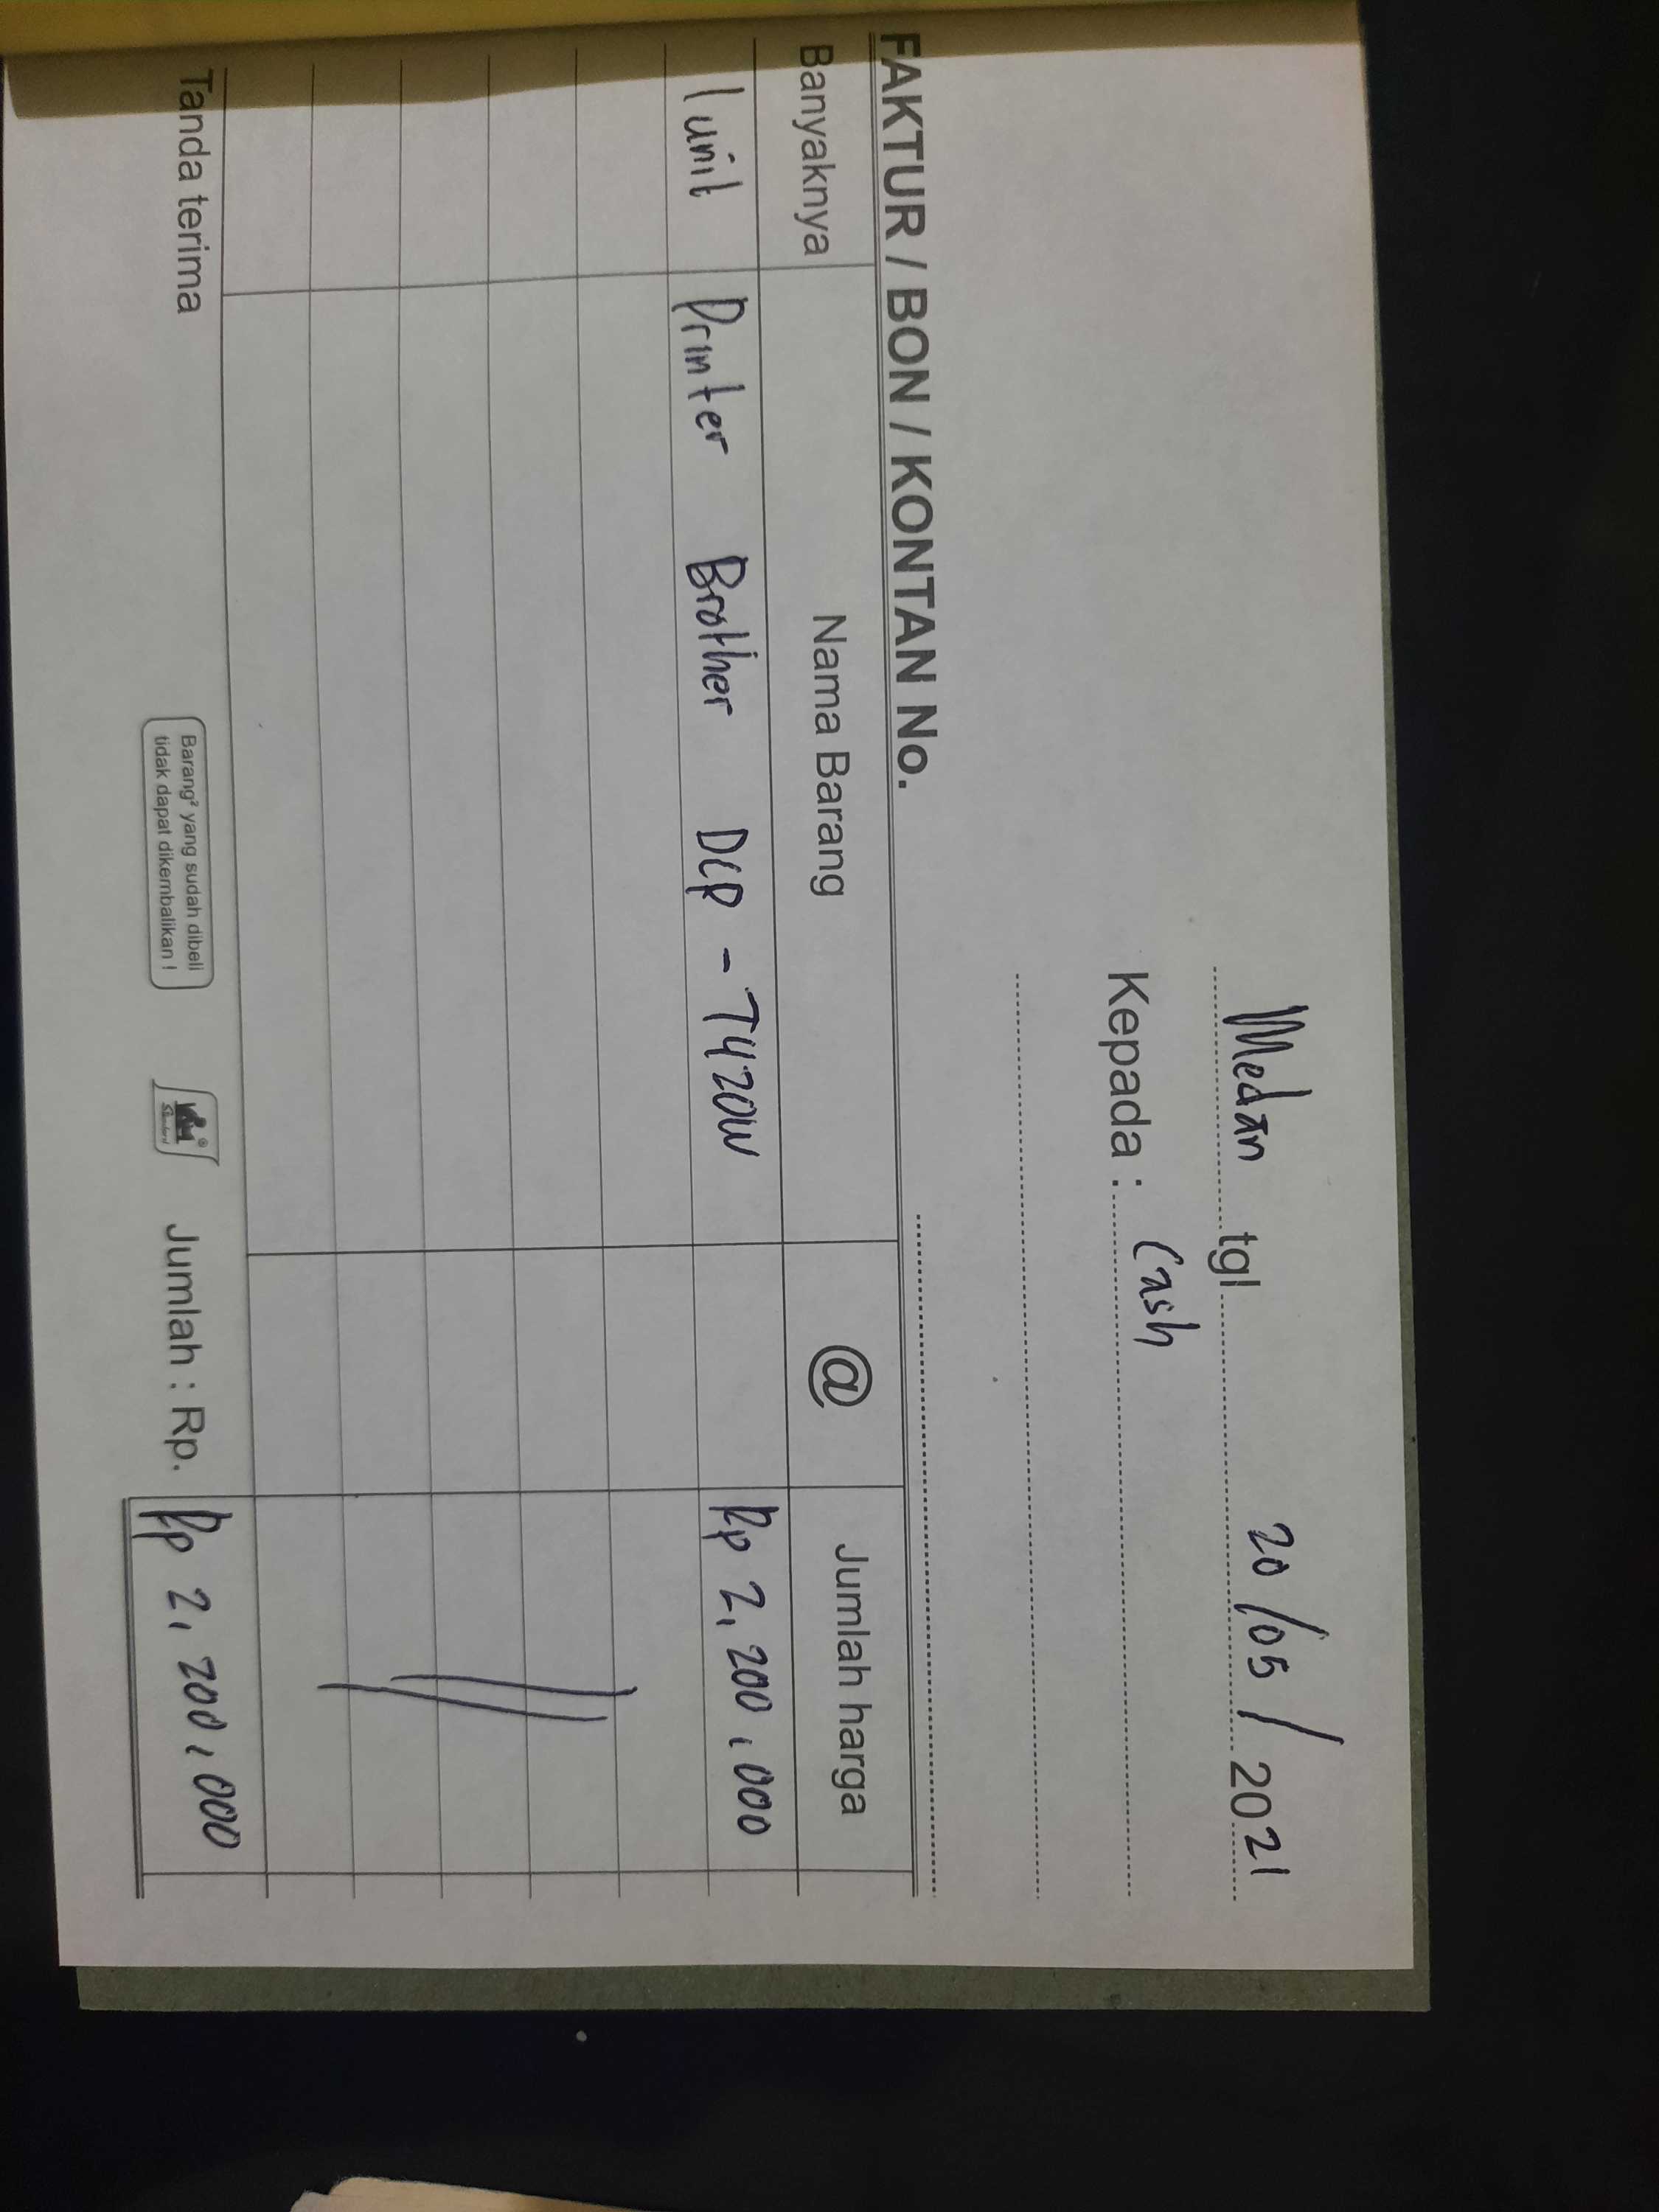 Medan tgl 20/05/2021
Kepada : Cash
FAKTUR / BON / KONTAN No.
Banyaknya Nama Barang @ Jumlah harga
1 unit Printer Brother DCP - T420W Rp 2,200,000
Tanda terima
Barang² yang sudah dibeli
tidak dapat dikembalikan !
Jumlah : Rp. Rp 2,200,000